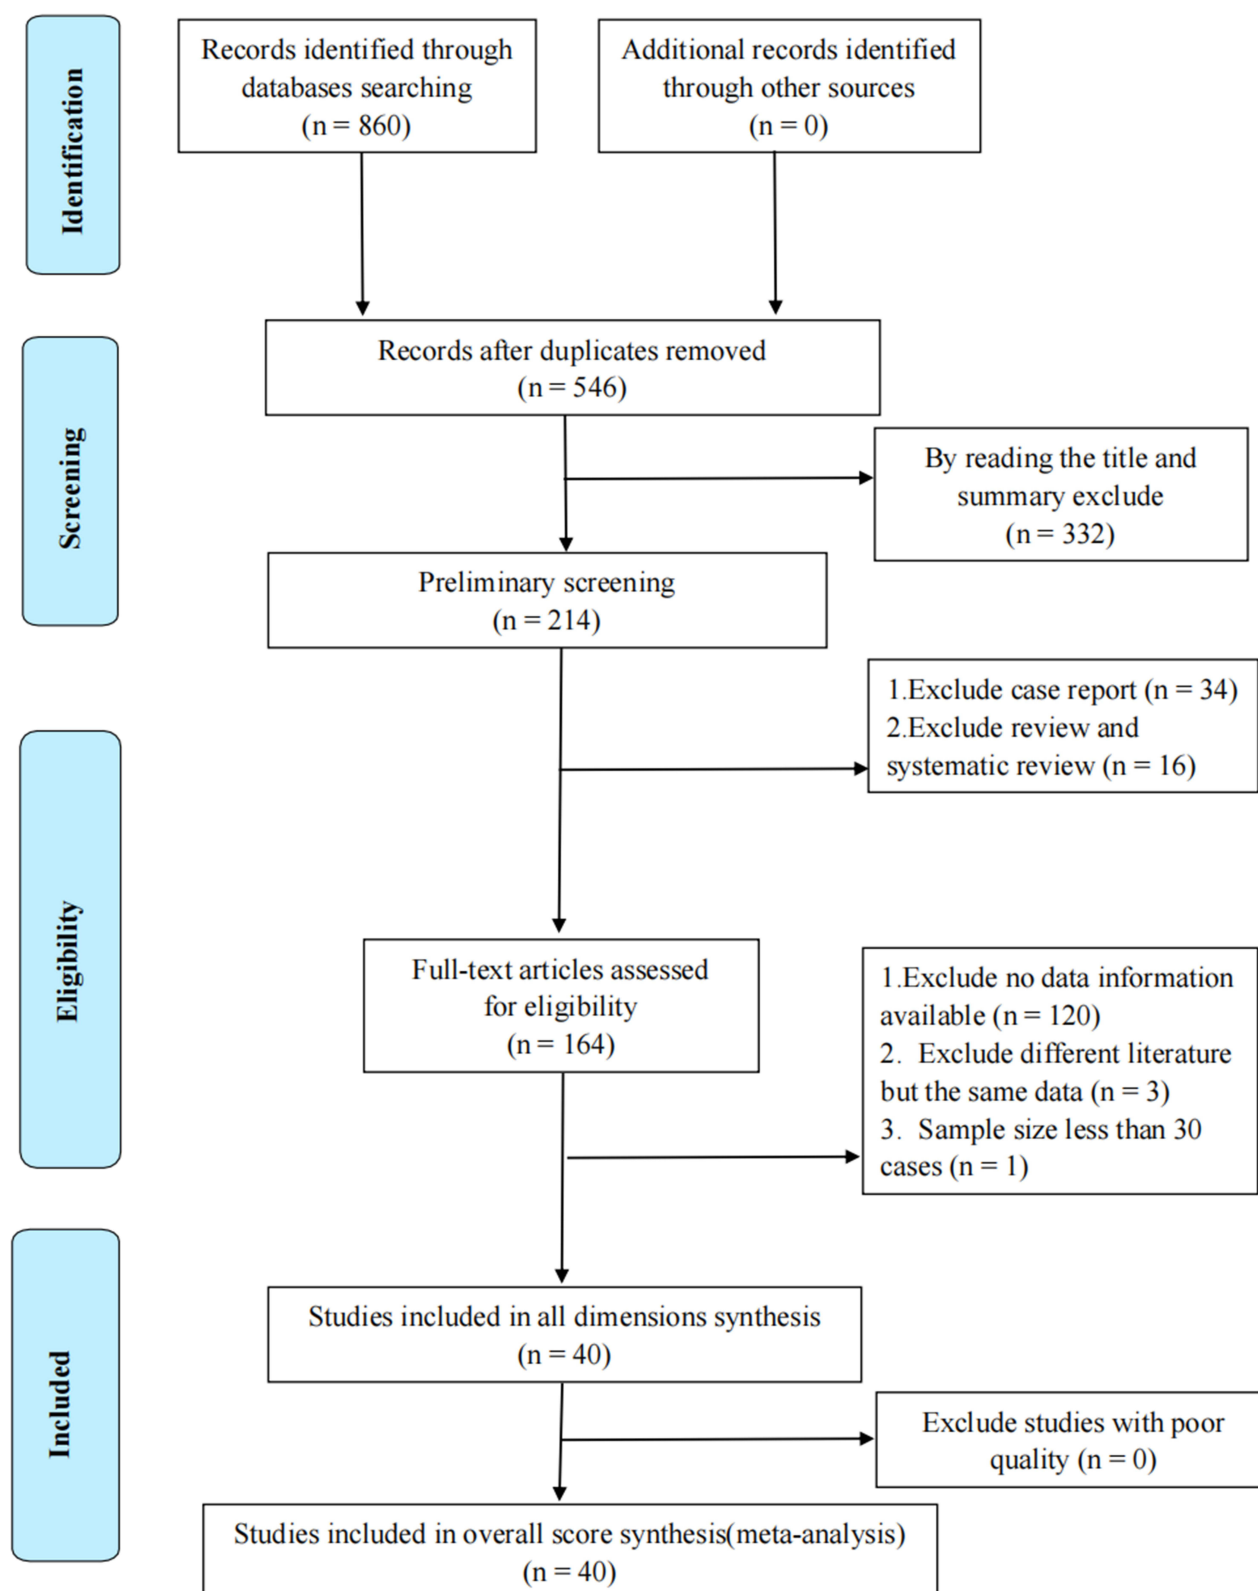 Identification
Records identified through
databases searching
(n = 860)
Additional records identified
through other sources
(n = 0)
Screening
Records after duplicates removed
(n = 546)
By reading the title and
summary exclude
(n = 332)
Preliminary screening
(n = 214)
1.Exclude case report (n = 34)
2.Exclude review and
systematic review (n = 16)
Eligibility
Full-text articles assessed
for eligibility
(n = 164)
1.Exclude no data information
available (n = 120)
2. Exclude different literature
but the same data (n = 3)
3. Sample size less than 30
cases (n = 1)
Included
Studies included in all dimensions synthesis
(n = 40)
Exclude studies with poor
quality (n = 0)
Studies included in overall score synthesis(meta-analysis)
(n = 40)